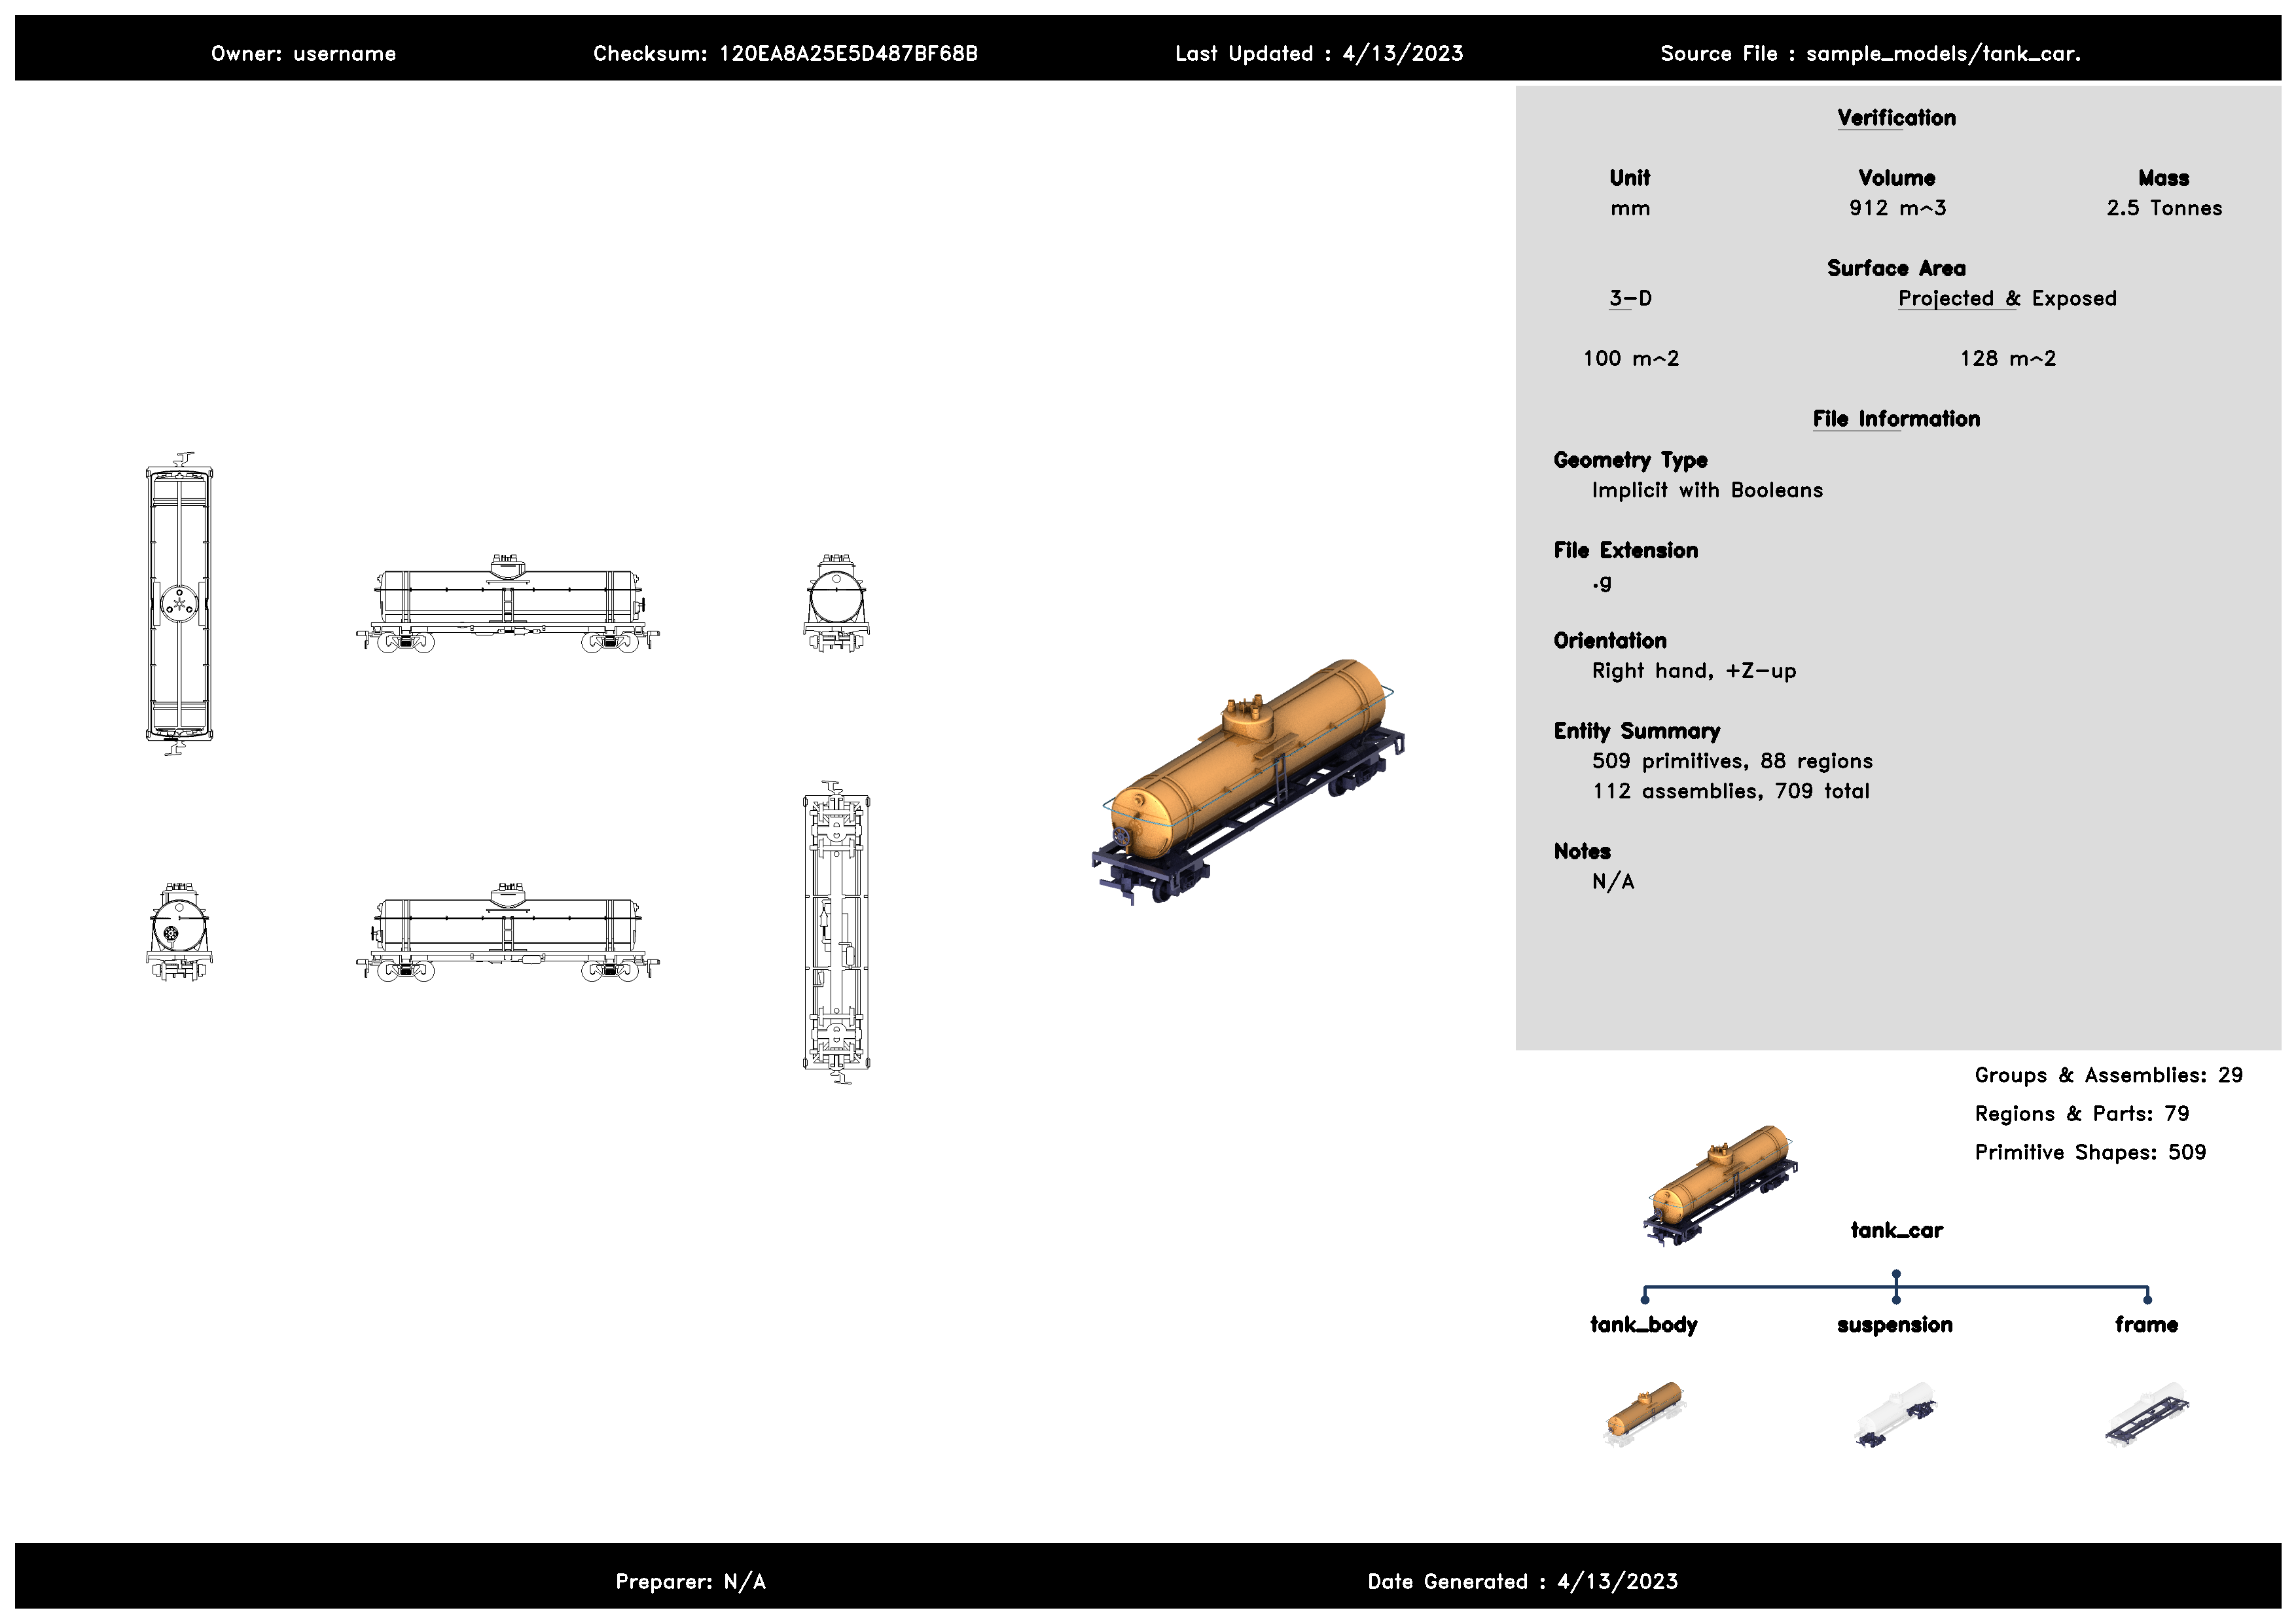 Owner: username Checksum: 120EA8A25E5D487BF68B Last Updated : 4/13/2023 Source File : sample_models/tank_car.
Verification
Unit Volume Mass
mm 912 m^3 2.5 Tonnes
Surface Area
3-D Projected & Exposed
100 m^2 128 m^2
File Information
Geometry Type
Implicit with Booleans
File Extension
.g
Orientation
Right hand, +Z-up
Entity Summary
509 primitives, 88 regions
112 assemblies, 709 total
Notes
N/A
Groups & Assemblies: 29
Regions & Parts: 79
Primitive Shapes: 509
tank_car
tank_body suspension frame
Preparer: N/A Date Generated : 4/13/2023